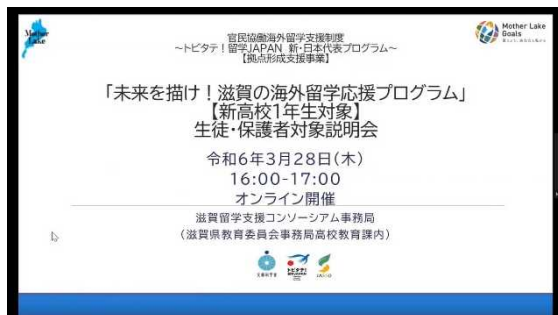 Mother
Lake
Mother Lake
Goals
官民協働海外留学支援制度
～トビタテ！留学JAPAN 新・日本代表プログラム～
【拠点形成支援事業】
「未来を描け！滋賀の海外留学応援プログラム」
【新高校1年生対象】
生徒・保護者対象説明会
令和6年3月28日(木)
16:00-17:00
オンライン開催
滋賀留学支援コンソーシアム事務局
(滋賀県教育委員会事務局高校教育課内)
トビタテ